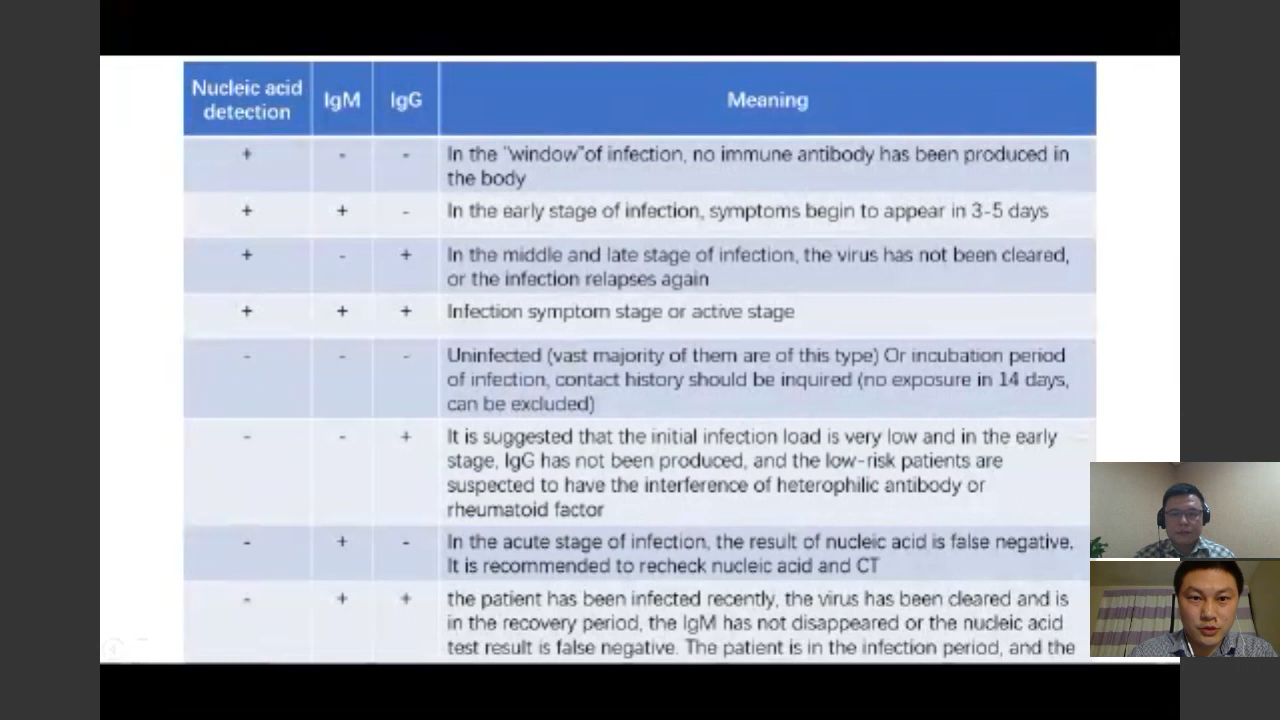 Nucleic acid
detection
IgM
IgG
Meaning
+ - - In the "window"of infection, no immune antibody has been produced in
the body
+ + - In the early stage of infection, symptoms begin to appear in 3-5 days
+ - + In the middle and late stage of infection, the virus has not been cleared,
or the infection relapses again
+ + + Infection symptom stage or active stage
- - - Uninfected (vast majority of them are of this type) Or incubation period
of infection, contact history should be inquired (no exposure in 14 days,
can be excluded)
- - + It is suggested that the initial infection load is very low and in the early
stage, IgG has not been produced, and the low-risk patients are
suspected to have the interference of heterophilic antibody or
rheumatoid factor
- + - In the acute stage of infection, the result of nucleic acid is false negative.
It is recommended to recheck nucleic acid and CT
- + + the patient has been infected recently, the virus has been cleared and is
in the recovery period, the IgM has not disappeared or the nucleic acid
test result is false negative. The patient is in the infection period, and the